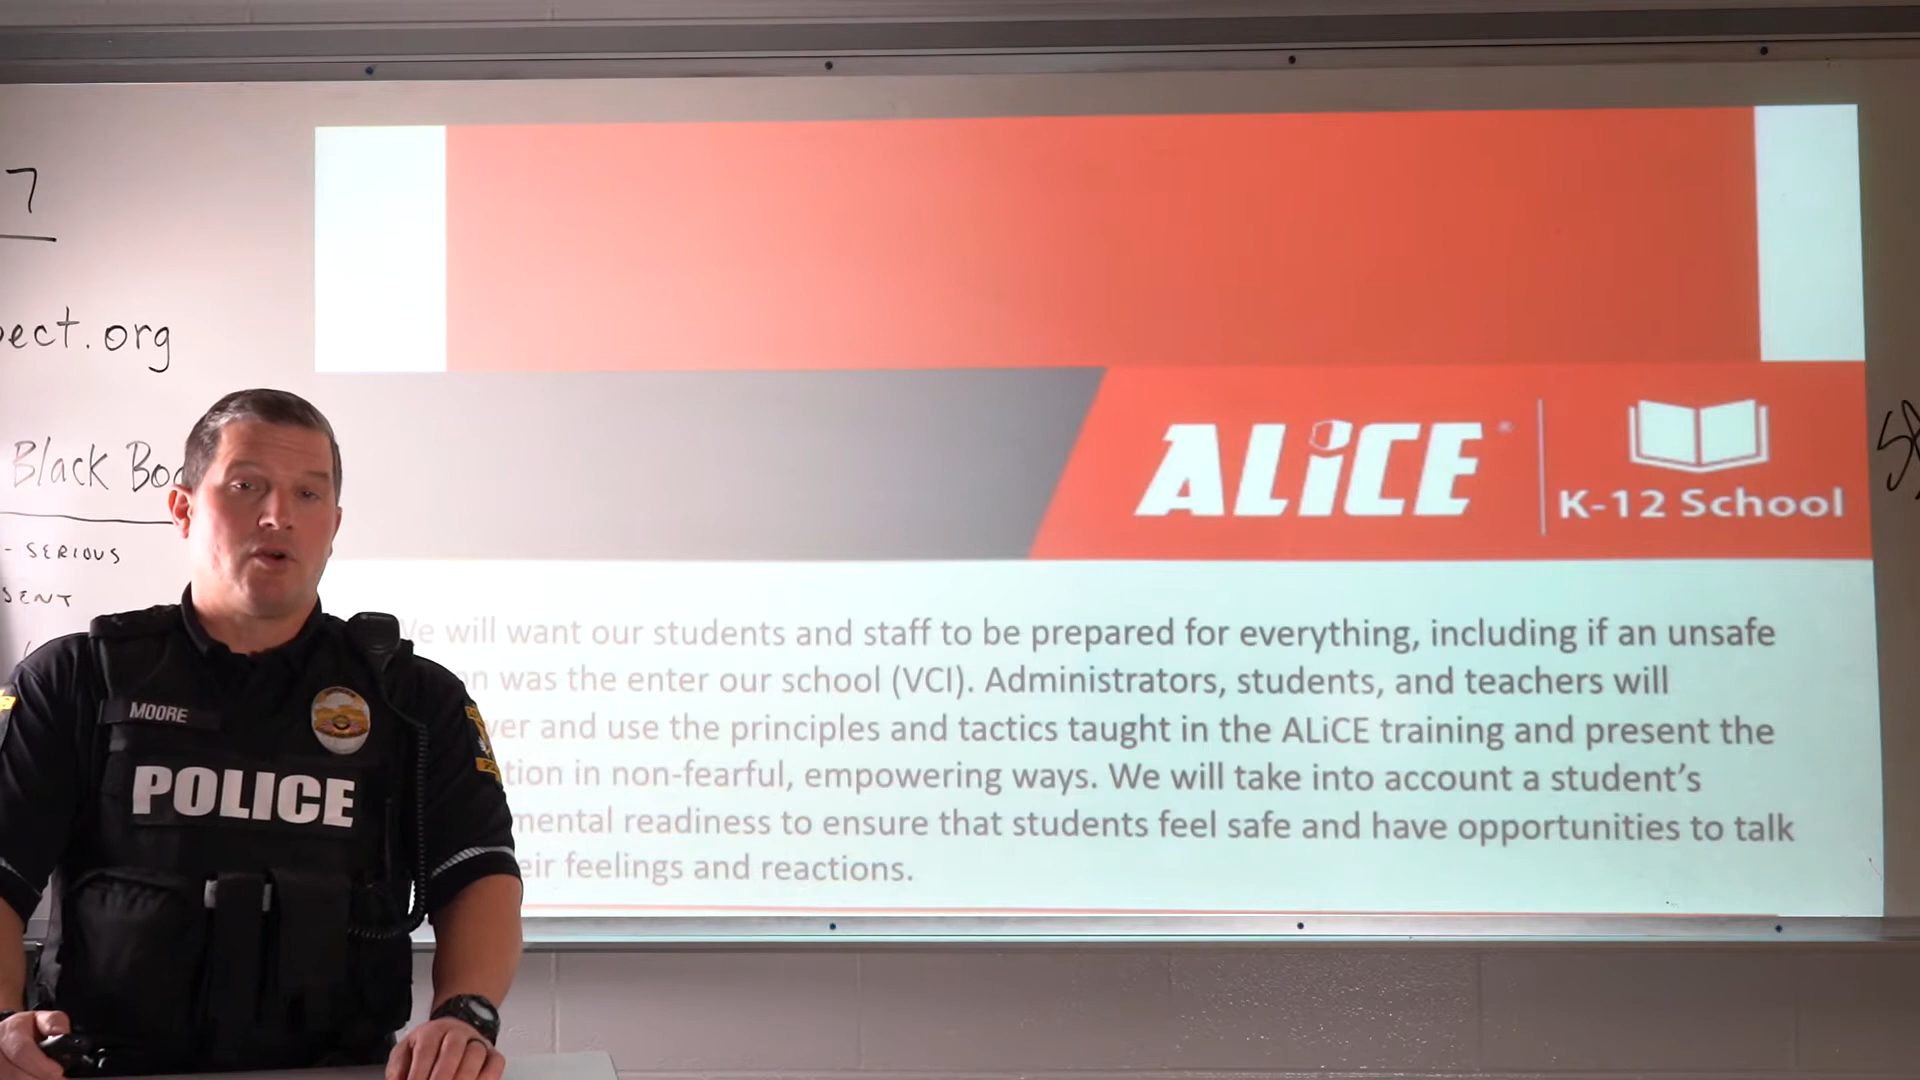 7
ect.org
Black Bod
- SERIOUS
SENT
ALiCE®
K-12 School
We will want our students and staff to be prepared for everything, including if an unsafe
on was the enter our school (VCI). Administrators, students, and teachers will
ver and use the principles and tactics taught in the ALiCE training and present the
tion in non-fearful, empowering ways. We will take into account a student's
mental readiness to ensure that students feel safe and have opportunities to talk
eir feelings and reactions.
MOORE
POLICE